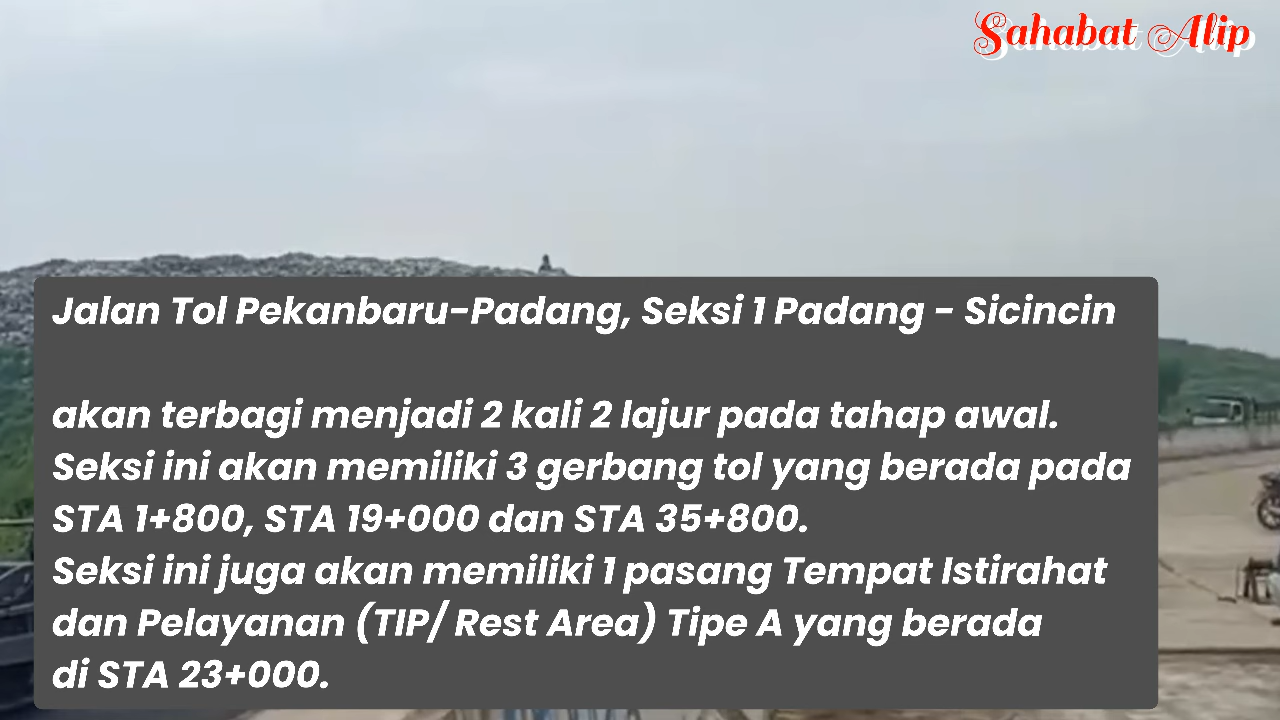 Sahabat Alip
Jalan Tol Pekanbaru-Padang, Seksi 1 Padang - Sicincin
akan terbagi menjadi 2 kali 2 lajur pada tahap awal.
Seksi ini akan memiliki 3 gerbang tol yang berada pada
STA 1+800, STA 19+000 dan STA 35+800.
Seksi ini juga akan memiliki 1 pasang Tempat Istirahat
dan Pelayanan (TIP/ Rest Area) Tipe A yang berada
di STA 23+000.